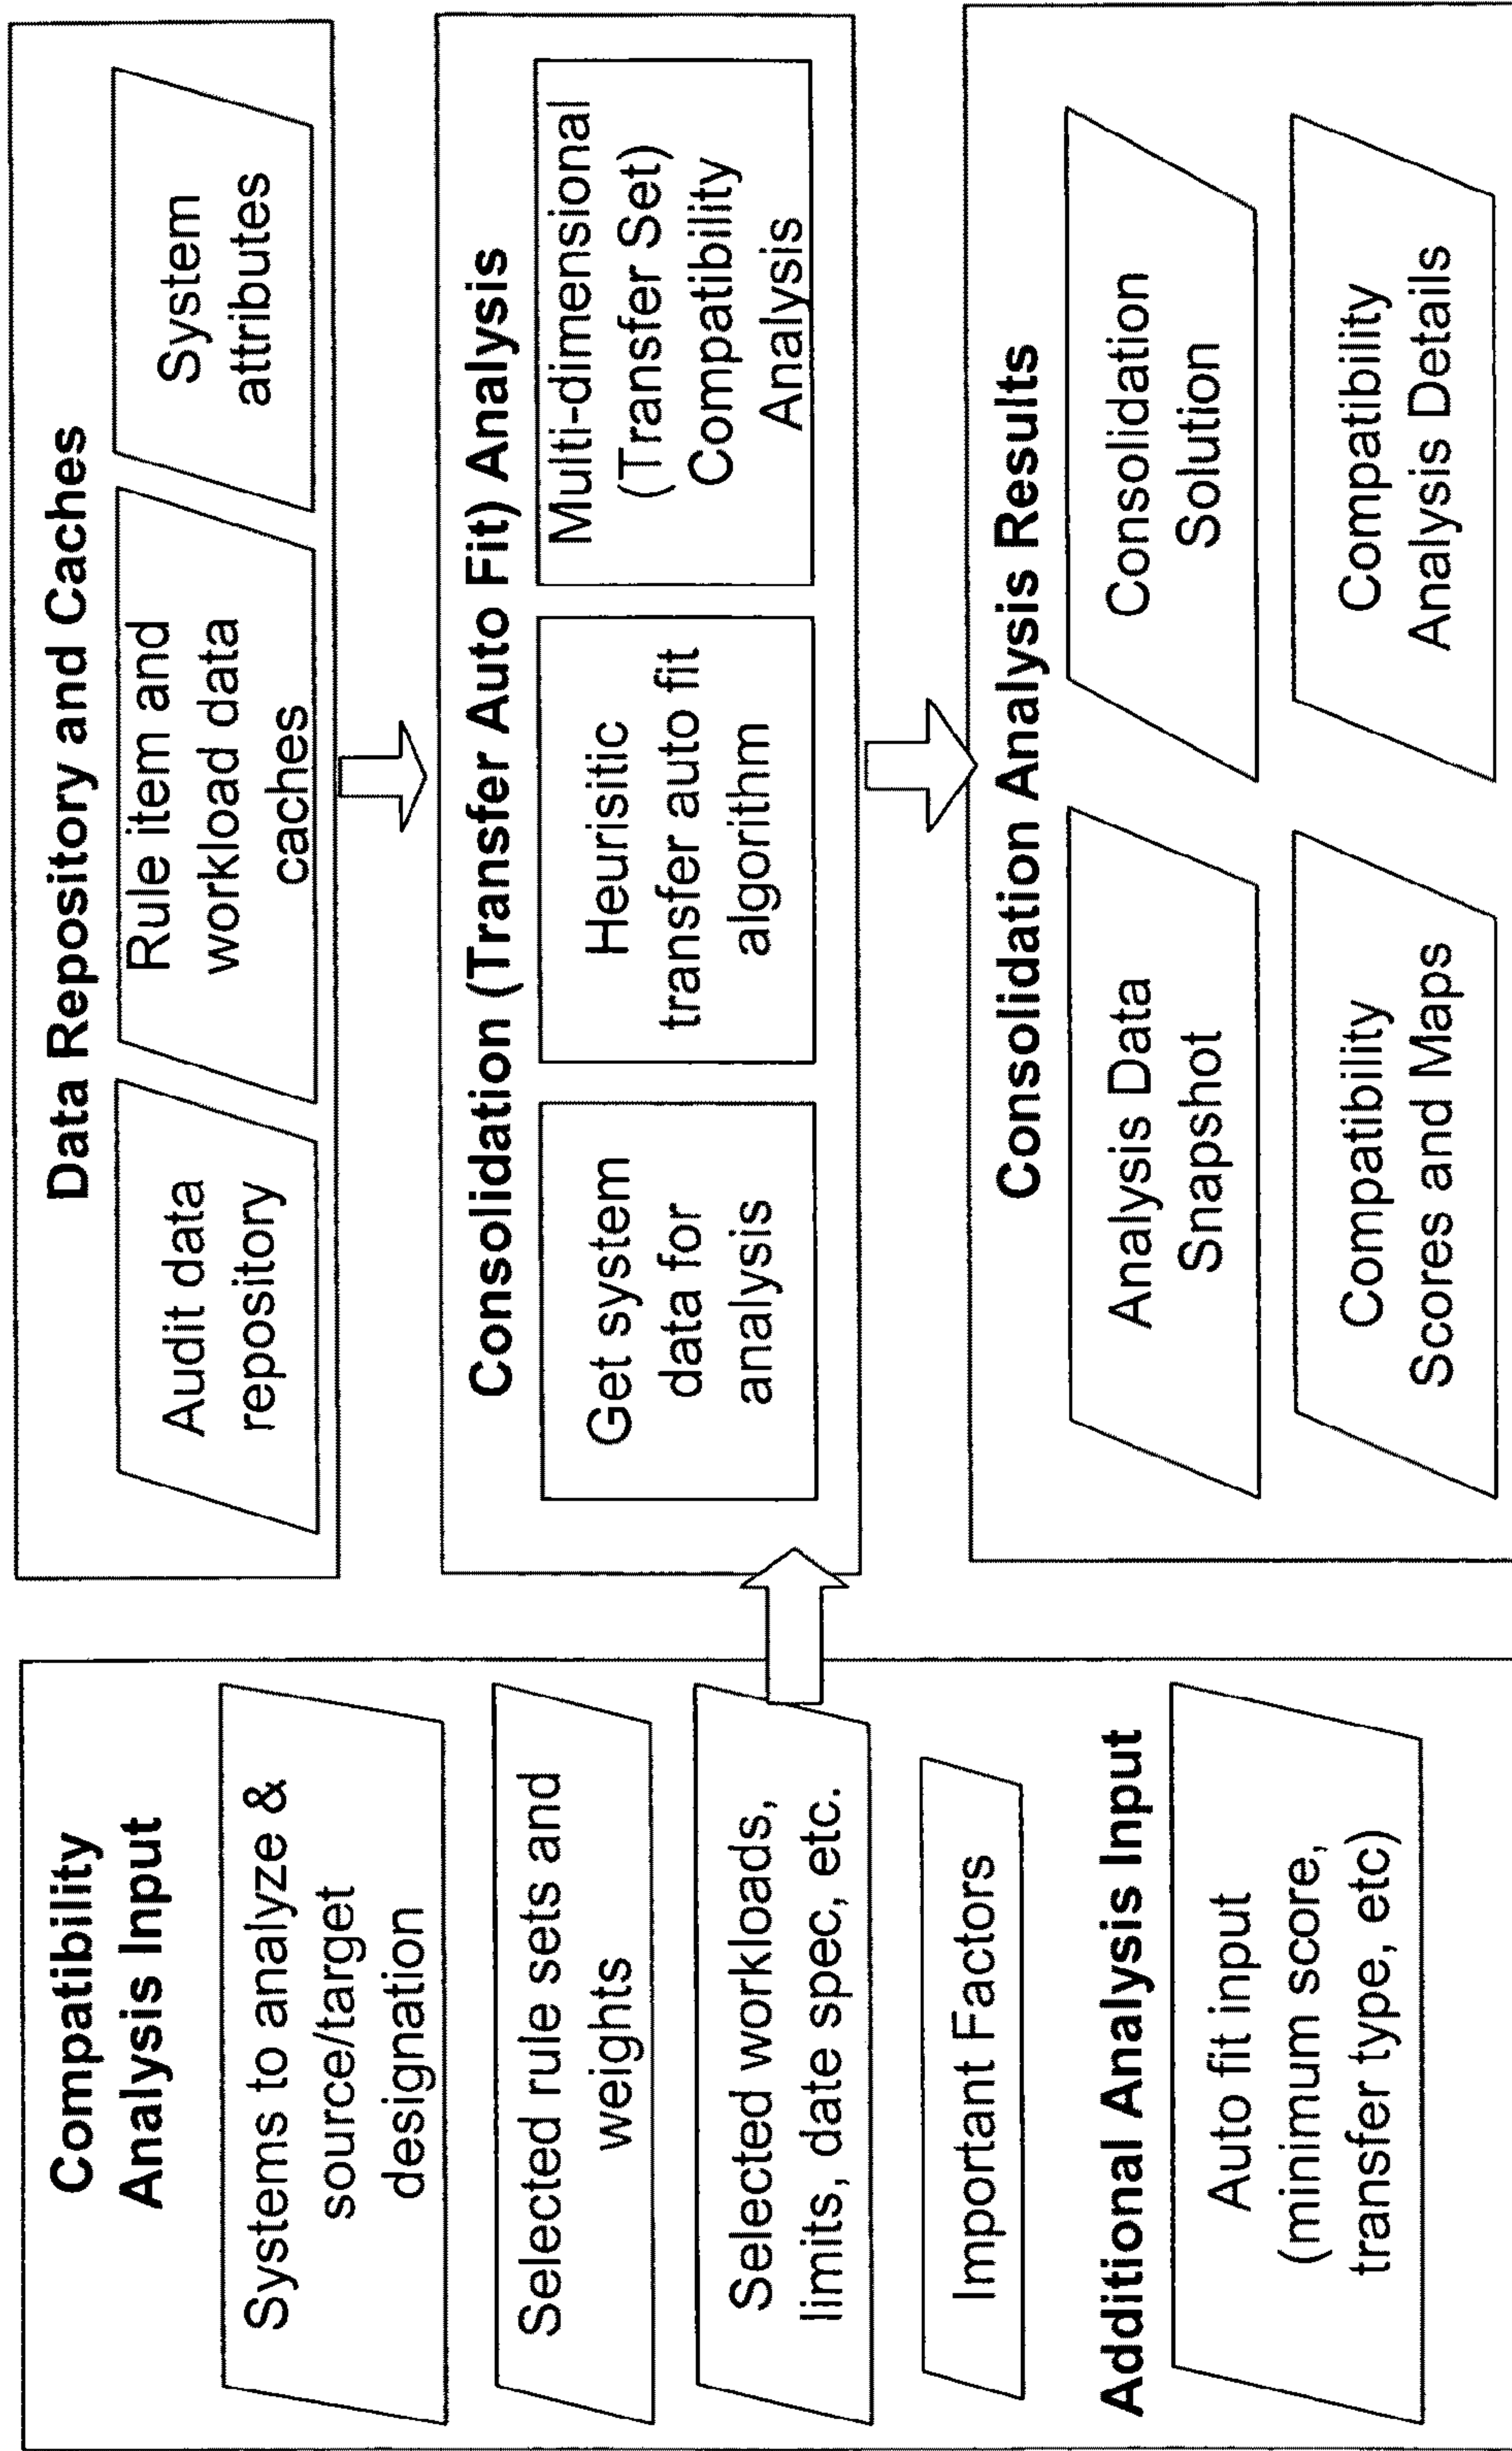 Compatibility
Analysis Input
Systems to analyze &
source/target
designation
Selected rule sets and
weights
Selected workloads,
limits, date spec, etc.
Important Factors
Additional Analysis Input
Auto fit input
(minimum score,
transfer type, etc)
Data Repository and Caches
Audit data
repository
Rule item and
workload data
caches
System
attributes
Consolidation (Transfer Auto Fit) Analysis
Get system
data for
analysis
Heurisitic
transfer auto fit
algorithm
Multi-dimensional
(Transfer Set)
Compatibility
Analysis
Consolidation Analysis Results
Analysis Data
Snapshot
Consolidation
Solution
Compatibility
Scores and Maps
Compatibility
Analysis Details